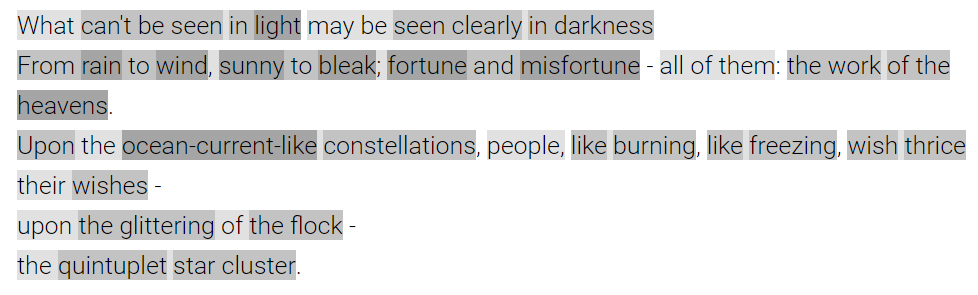 What can't be seen in light may be seen clearly in darkness
From rain to wind, sunny to bleak; fortune and misfortune - all of them: the work of the
heavens.
Upon the ocean-current-like constellations, people, like burning, like freezing, wish thrice
their wishes -
upon the glittering of the flock -
the quintuplet star cluster.